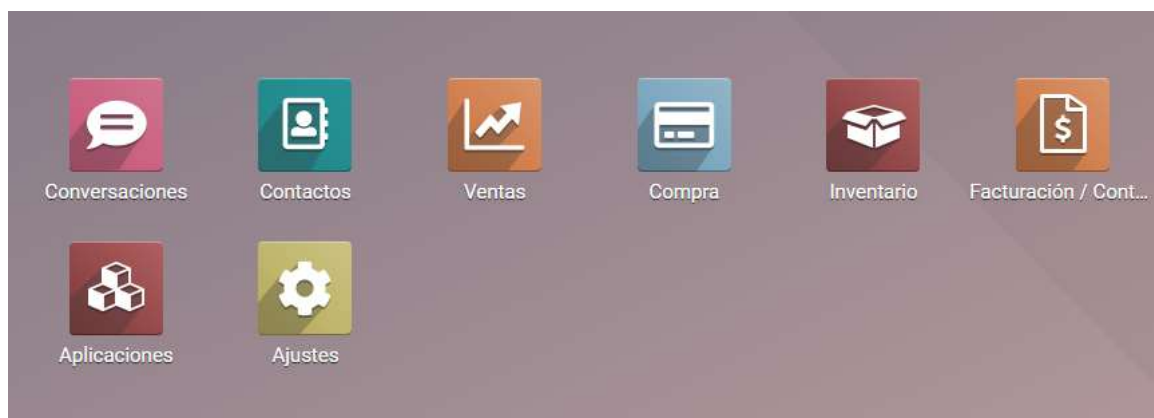 Conversaciones
Contactos
Ventas
Compra
Inventario
Facturación / Cont...
Aplicaciones
Ajustes